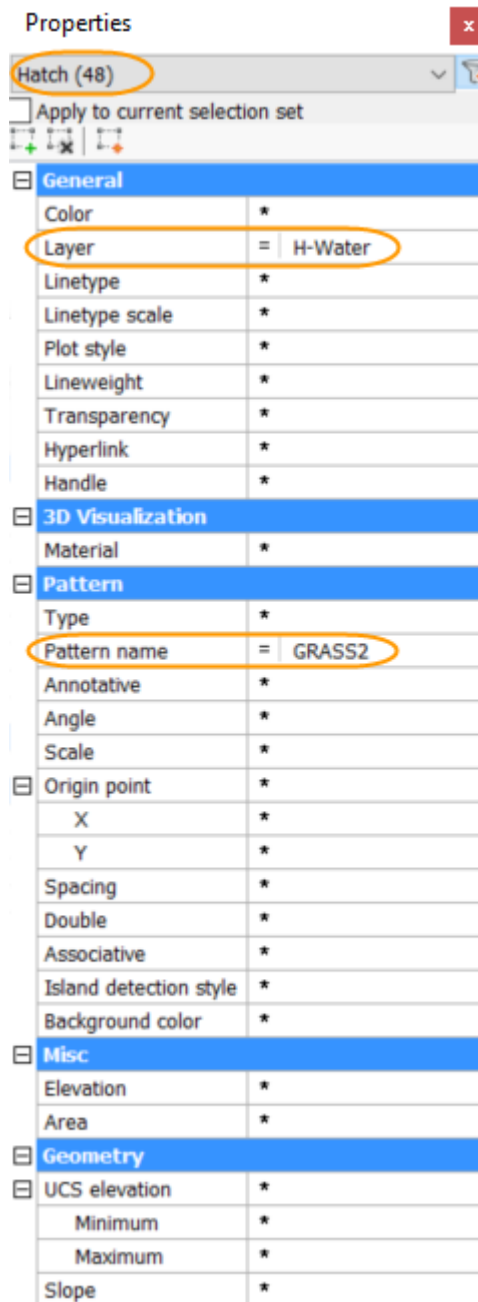 Properties
x
Hatch (48)
Apply to current selection set
General
Color *
Layer = H-Water
Linetype *
Linetype scale *
Plot style *
Lineweight *
Transparency *
Hyperlink *
Handle *
3D Visualization
Material *
Pattern
Type *
Pattern name = GRASS2
Annotative *
Angle *
Scale *
Origin point *
X *
Y *
Spacing *
Double *
Associative *
Island detection style *
Background color *
Misc
Elevation *
Area *
Geometry
UCS elevation *
Minimum *
Maximum *
Slope *